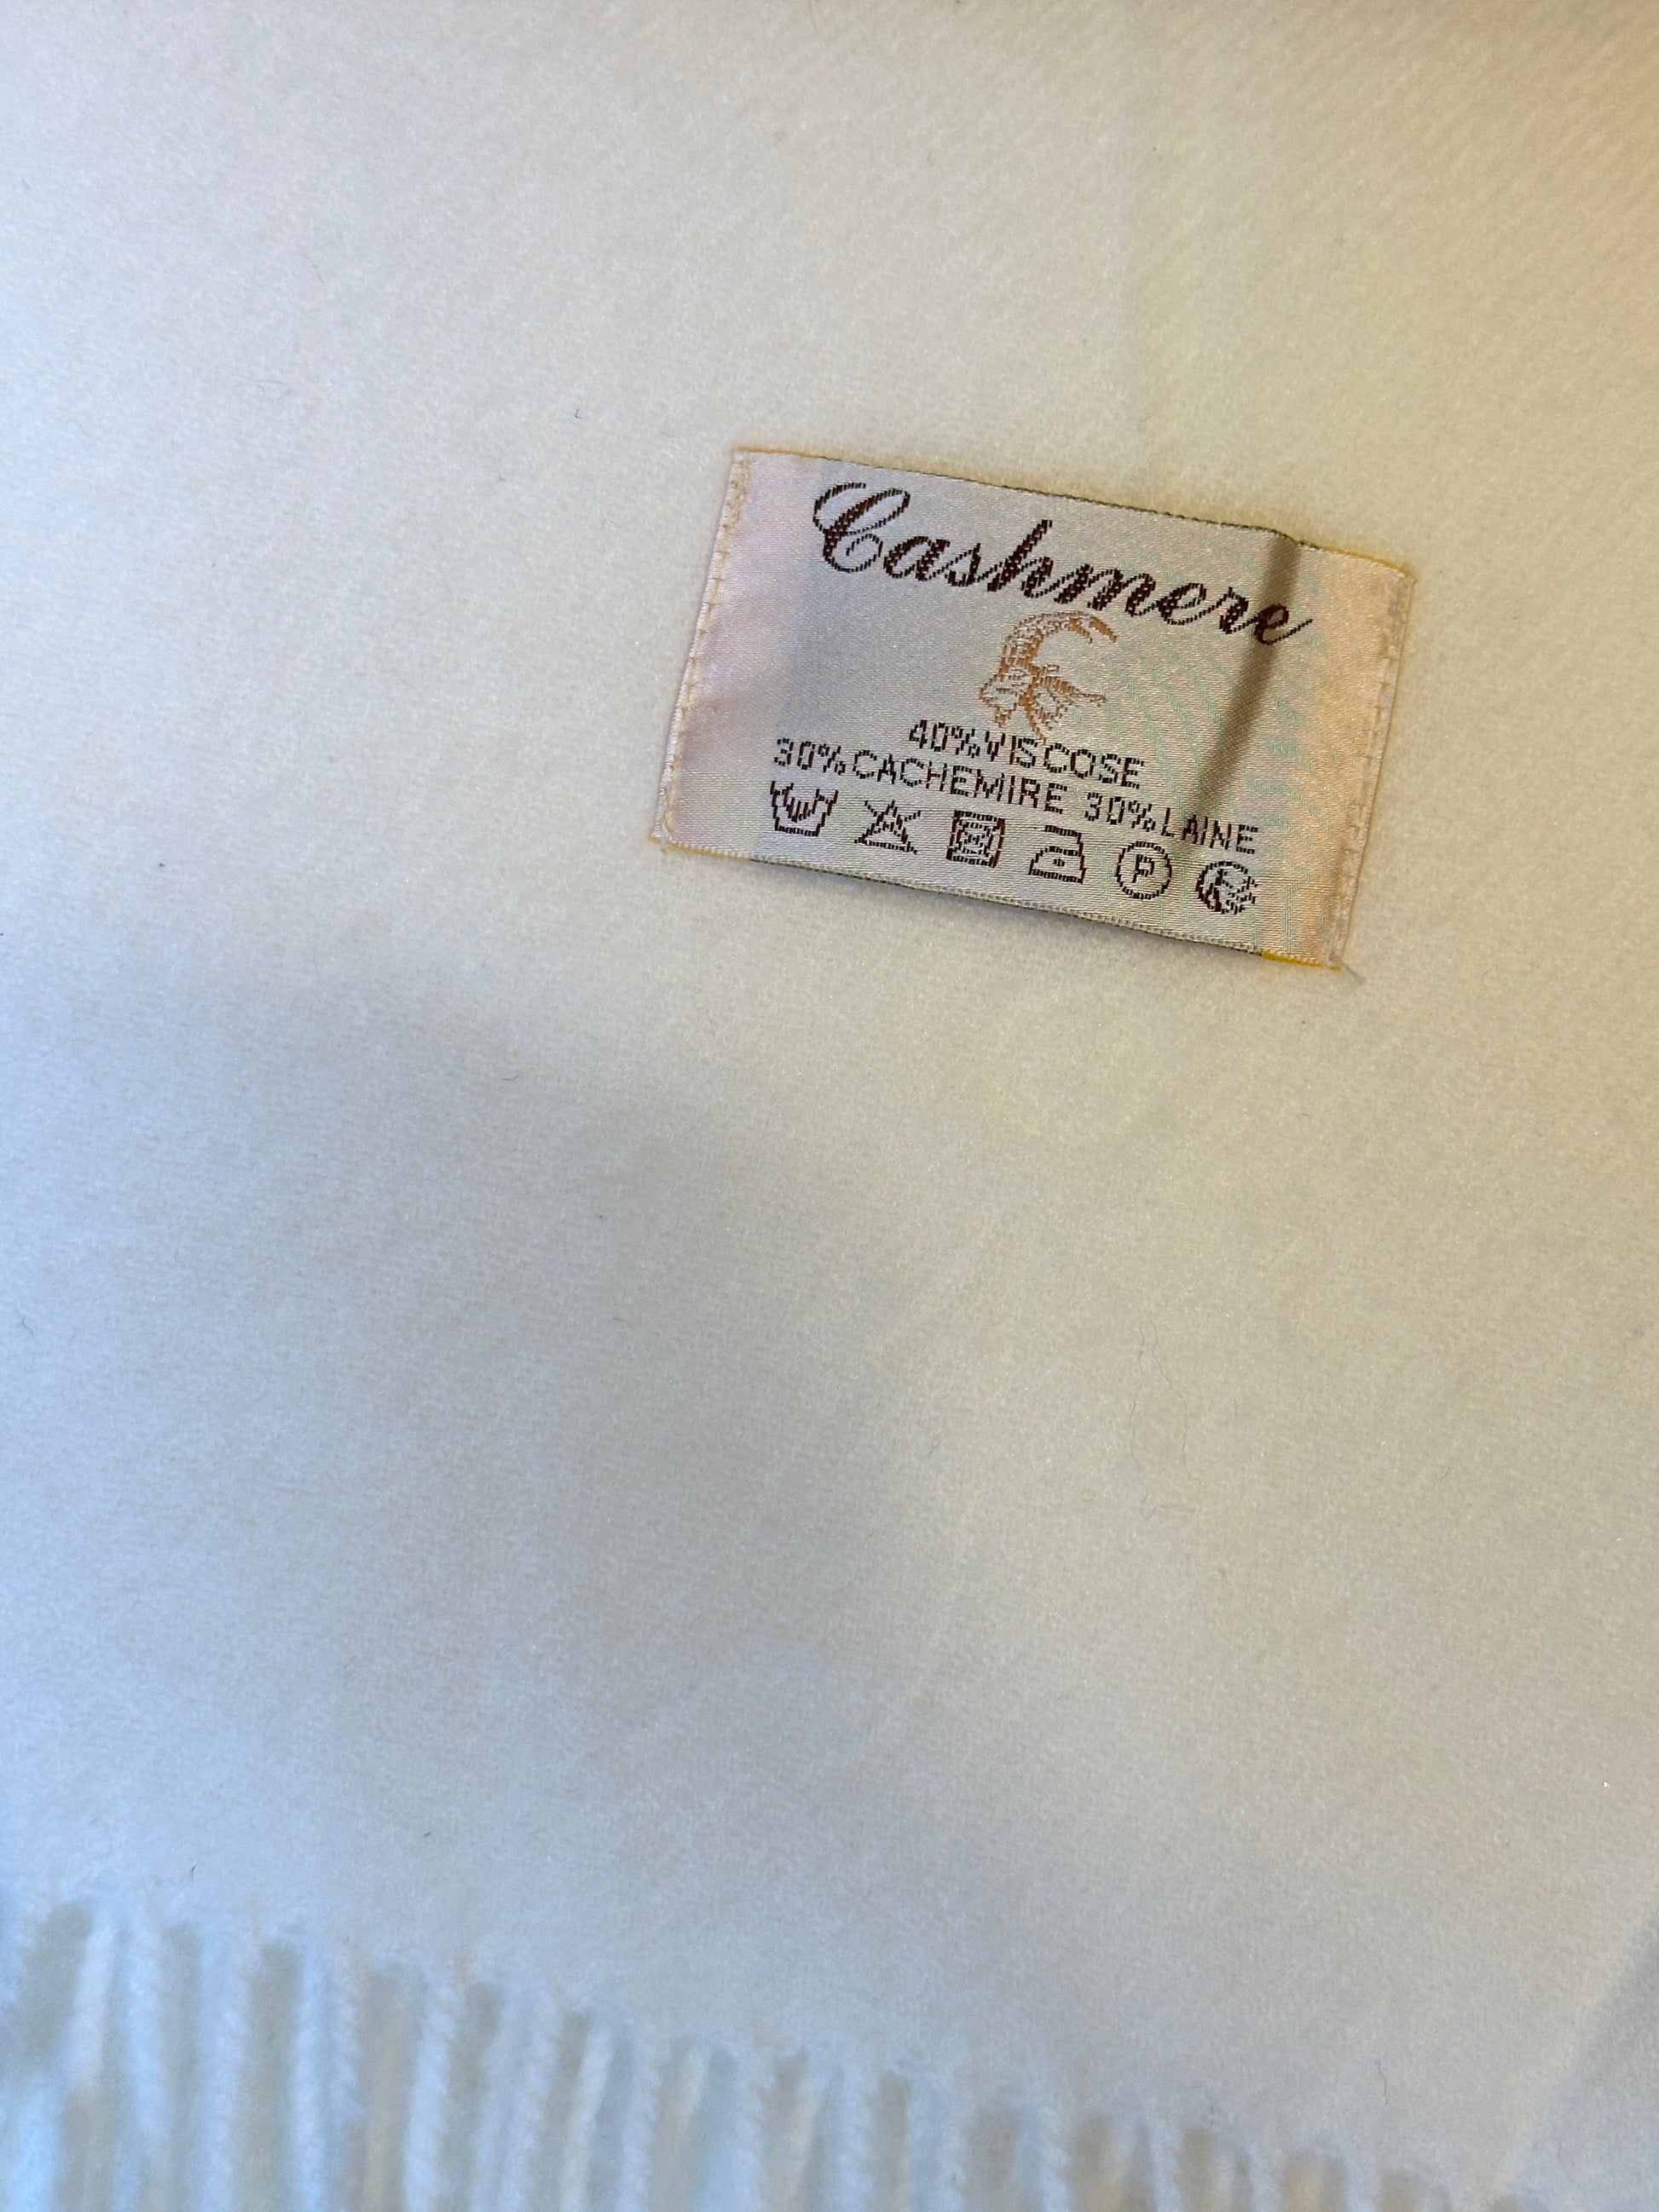 Cashmere
40%VISCOSE
30%CACHEMIRE 30%LAINE
P